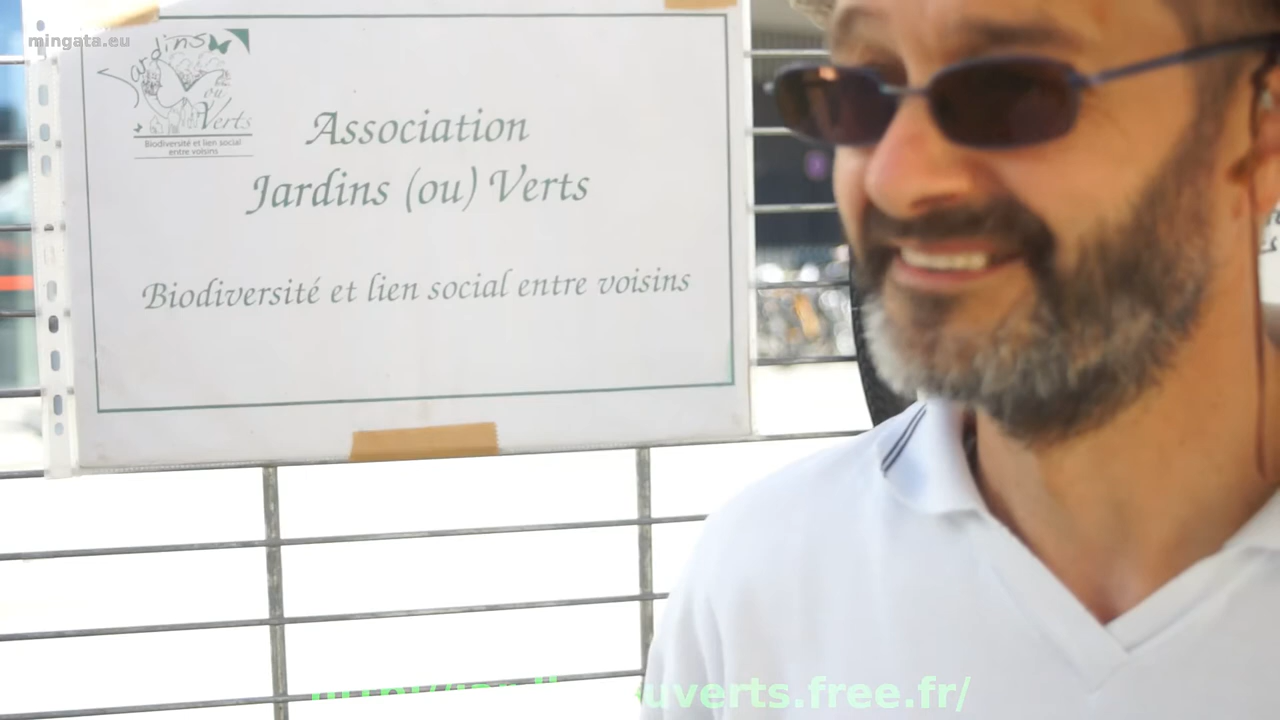 mingata.eu
Jardins
ou
Verts
Biodiversité et lien social
entre voisins
Association
Jardins (ou) Verts
Biodiversité et lien social entre voisins
uverts.free.fr/